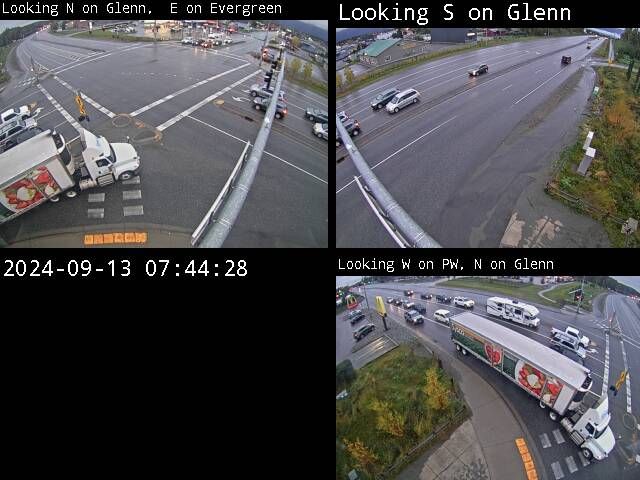 Looking N on Glenn,  E on Evergreen
Looking S on Glenn
2024-09-13 07:44:28
Looking W on PW, N on Glenn